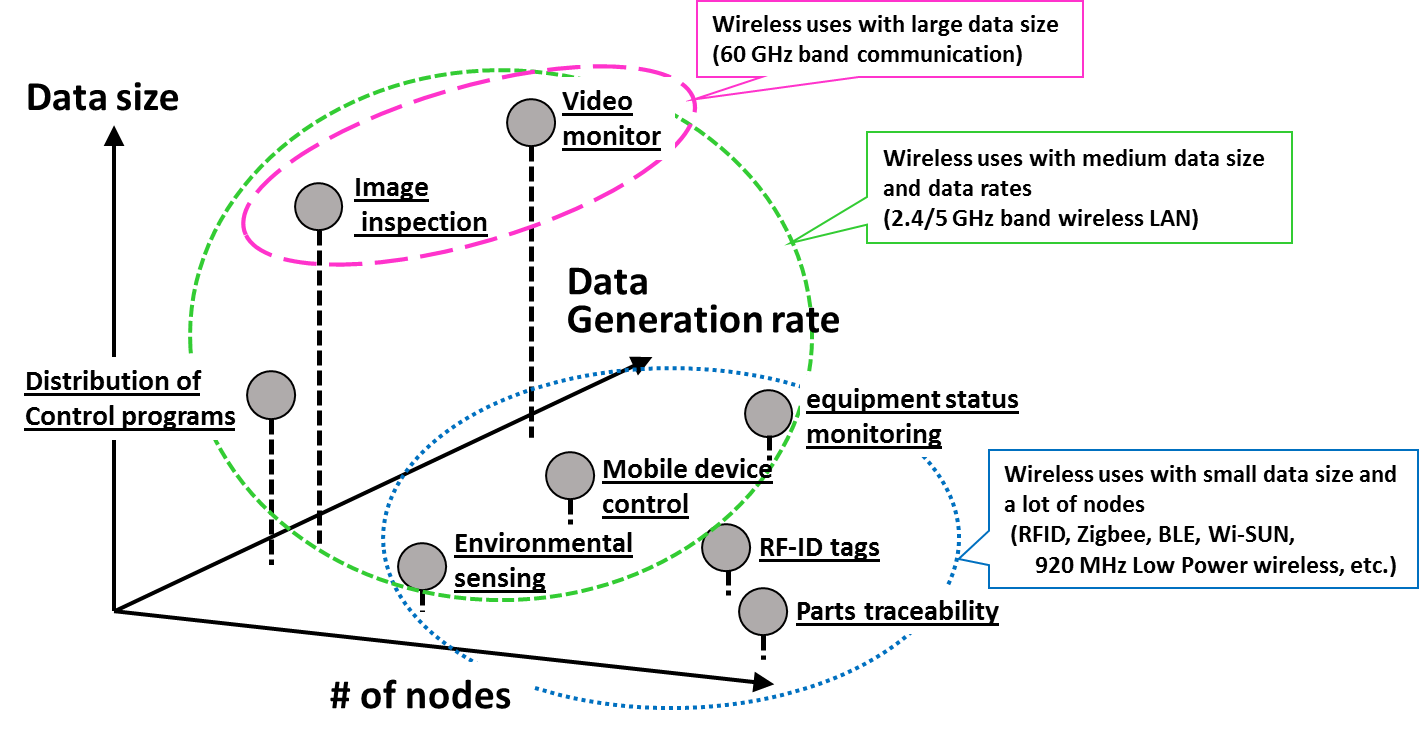 Wireless uses with large data size
(60 GHz band communication)
Data size
Video
monitor
Wireless uses with medium data size
and data rates
(2.4/5 GHz band wireless LAN)
Image
inspection
Data
Generation rate
Distribution of
Control programs
equipment status
monitoring
Mobile device
control
Wireless uses with small data size and
a lot of nodes
(RFID, Zigbee, BLE, Wi-SUN,
920 MHz Low Power wireless, etc.)
Environmental
sensing
RF-ID tags
Parts traceability
# of nodes